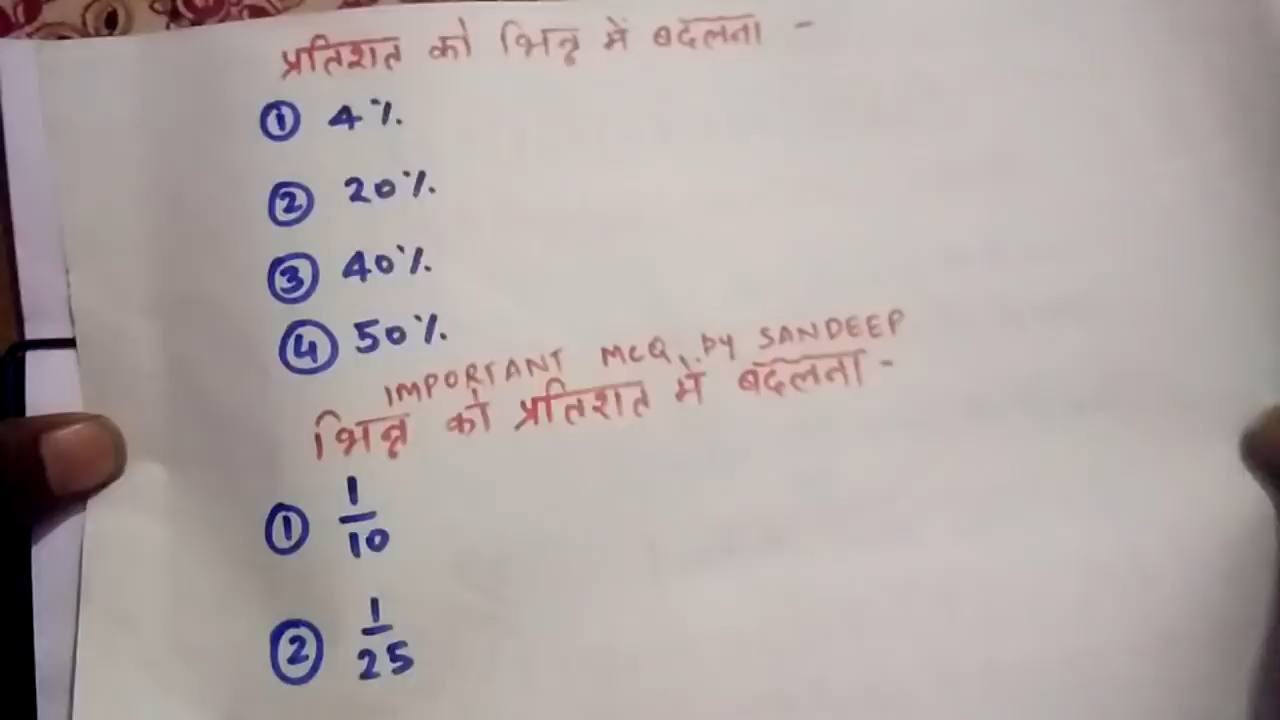 प्रतिशत को भिन्न में बदलना -
① 4%
② 20%
③ 40%
④ 50%
IMPORTANT MCQ, BY SANDEEP
भिन्न को प्रतिशत में बदलना -
① 1/10
② 1/25